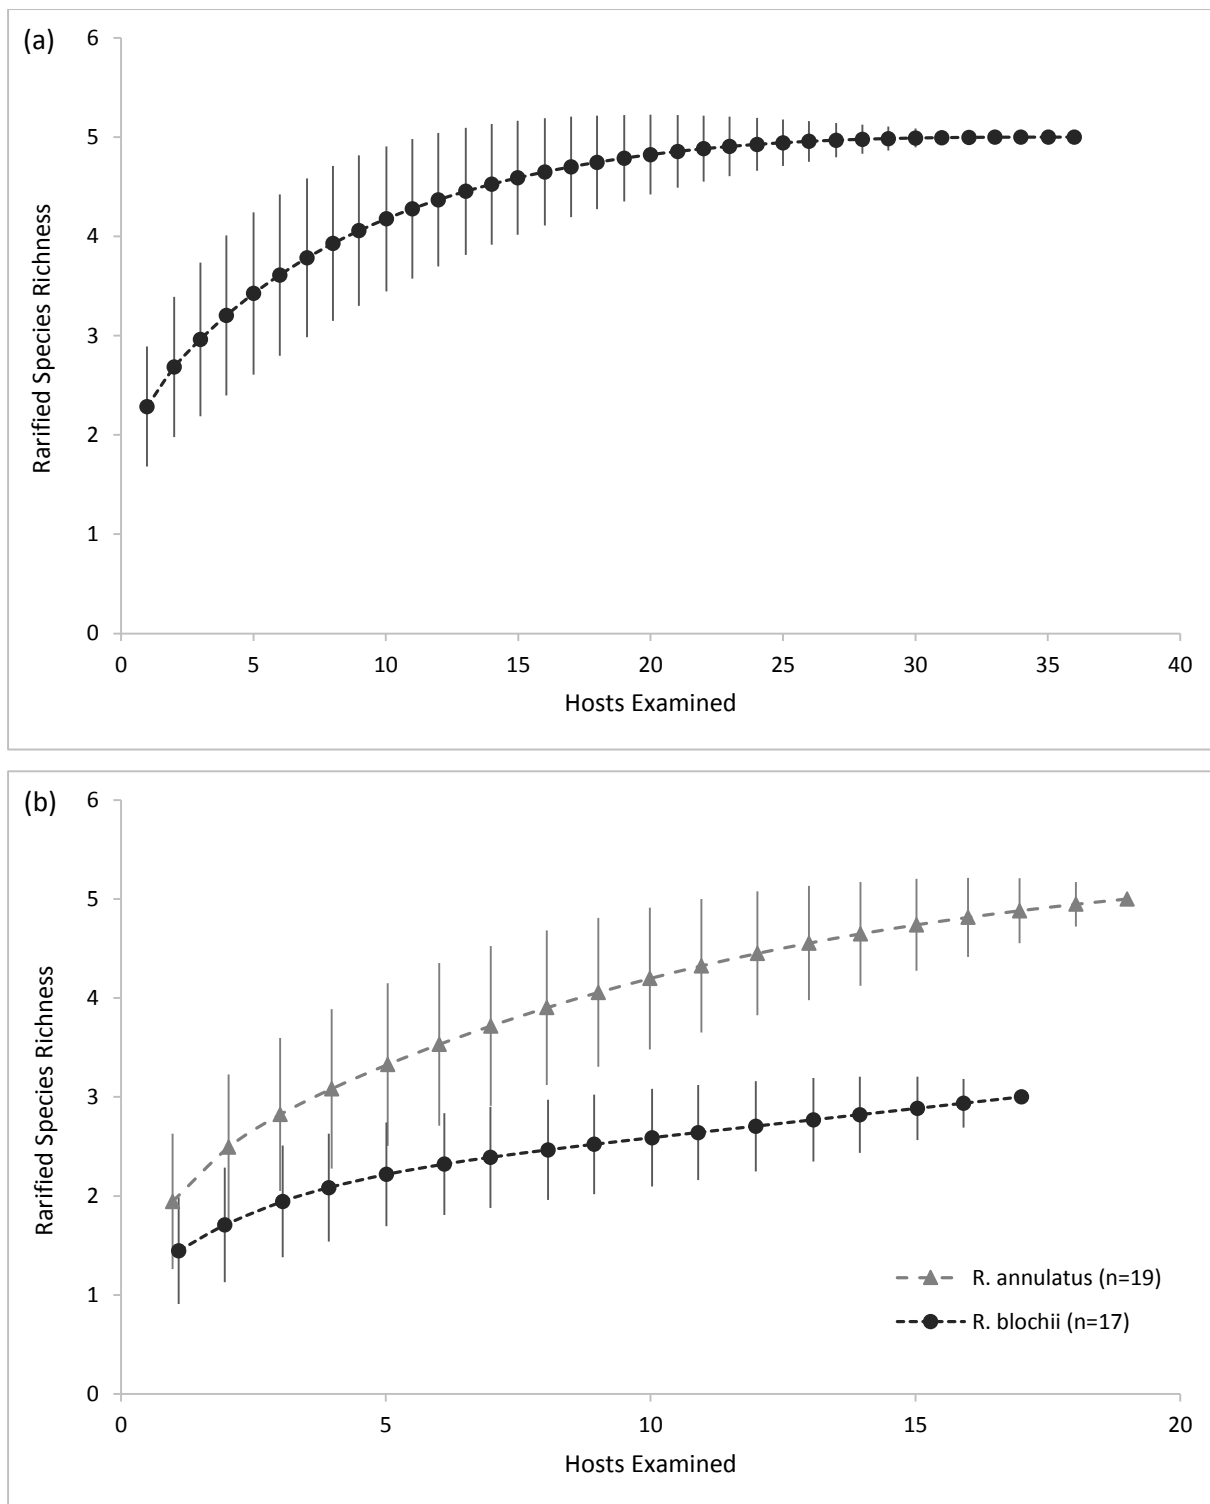 (a)
6
5
4
3
2
1
0
Rarified Species Richness
0 5 10 15 20 25 30 35 40
Hosts Examined
(b)
6
5
4
3
2
1
0
Rarified Species Richness
R. annulatus (n=19)
R. blochii (n=17)
0 5 10 15 20
Hosts Examined